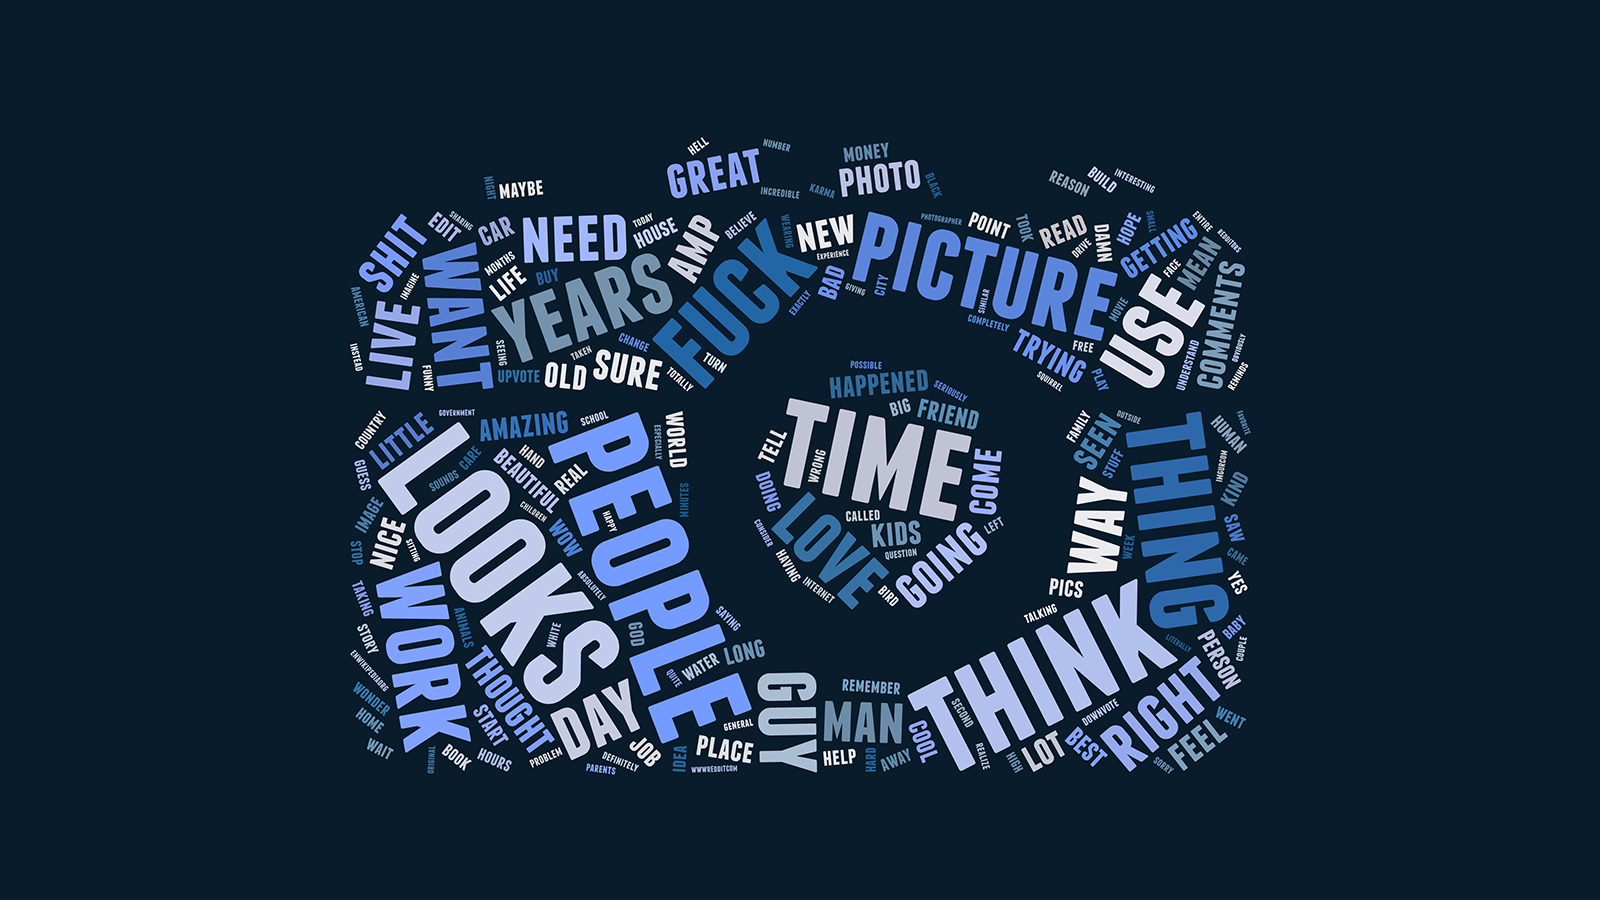 HELL
NUMBER
GREAT
INCREDIBLE
KARMA
MONEY
PHOTO
BLACK
REASON
BUILD
INTERESTING
NIGHT
MAYBE
SHIT
EDIT
SHARING
CAR
NEED
TODAY
HOUSE
AMP
BELIEVE
WEARING
NEW
EXPERIENCE
PICTURE
PHOTOGRAPHER
POINT
TOOK
READ
DRIVE
DAMN
HOPE
SMALL
GETTING
ENTIRE
REDDITORS
MEAN
FACE
COMMENTS
USE
AMERICAN
LIVE
IMAGINE
WANT
MONTHS
LIFE
BUY
YEARS
FUCK
EXACTLY
BAD
GIVING
CITY
SIMILAR
COMPLETELY
TRYING
FREE
MOVIE
PLAY
SQUIRREL
UNDERSTAND
OBVIOUSLY
REMINDS
INSTEAD
FUNNY
SEEING
UPVOTE
OLD
TAKEN
CHANGE
SURE
TURN
TOTALLY
POSSIBLE
HAPPENED
SERIOUSLY
BIG
FRIEND
TIME
TELL
WRONG
COME
DOING
LOVE
CALLED
KIDS
QUESTION
LEFT
GOING
CONSIDER
HAVING
INTERNET
BIRD
COUNTRY
LITTLE
GOVERNMENT
AMAZING
SCHOOL
PEOPLE
ESPECIALLY
WORLD
GUESS
SOUNDS
CARE
HAND
BEAUTIFUL
REAL
CHILDREN
HAPPY
MINUTES
IMAGE
STOP
NICE
SITTING
LOOKS
WOW
ABSOLUTELY
TAKING
STORY
WORK
ANIMALS
WHITE
GOD
SAYING
ENWIKIPEDIAORG
WONDER
HOME
WAIT
THOUGHT
START
DAY
QUITE
WATER
LONG
ORIGINAL
BOOK
HOURS
PROBLEM
DEFINITELY
PARENTS
JOB
IDEA
PLACE
GENERAL
WWWREDDITCOM
GUY
REMEMBER
MAN
HELP
HARD
AWAY
COOL
THINK
SECOND
REALIZE
HIGH
LOT
BEST
DOWNVOTE
RIGHT
SORRY
FEEL
WENT
PERSON
LITERALLY
COUPLE
BABY
TALKING
PICS
WAY
WEEK
YES
CAME
SAW
KIND
THING
FAMILY
SEEN
STUFF
OUTSIDE
HUMAN
FAVORITE
IMGURCOM